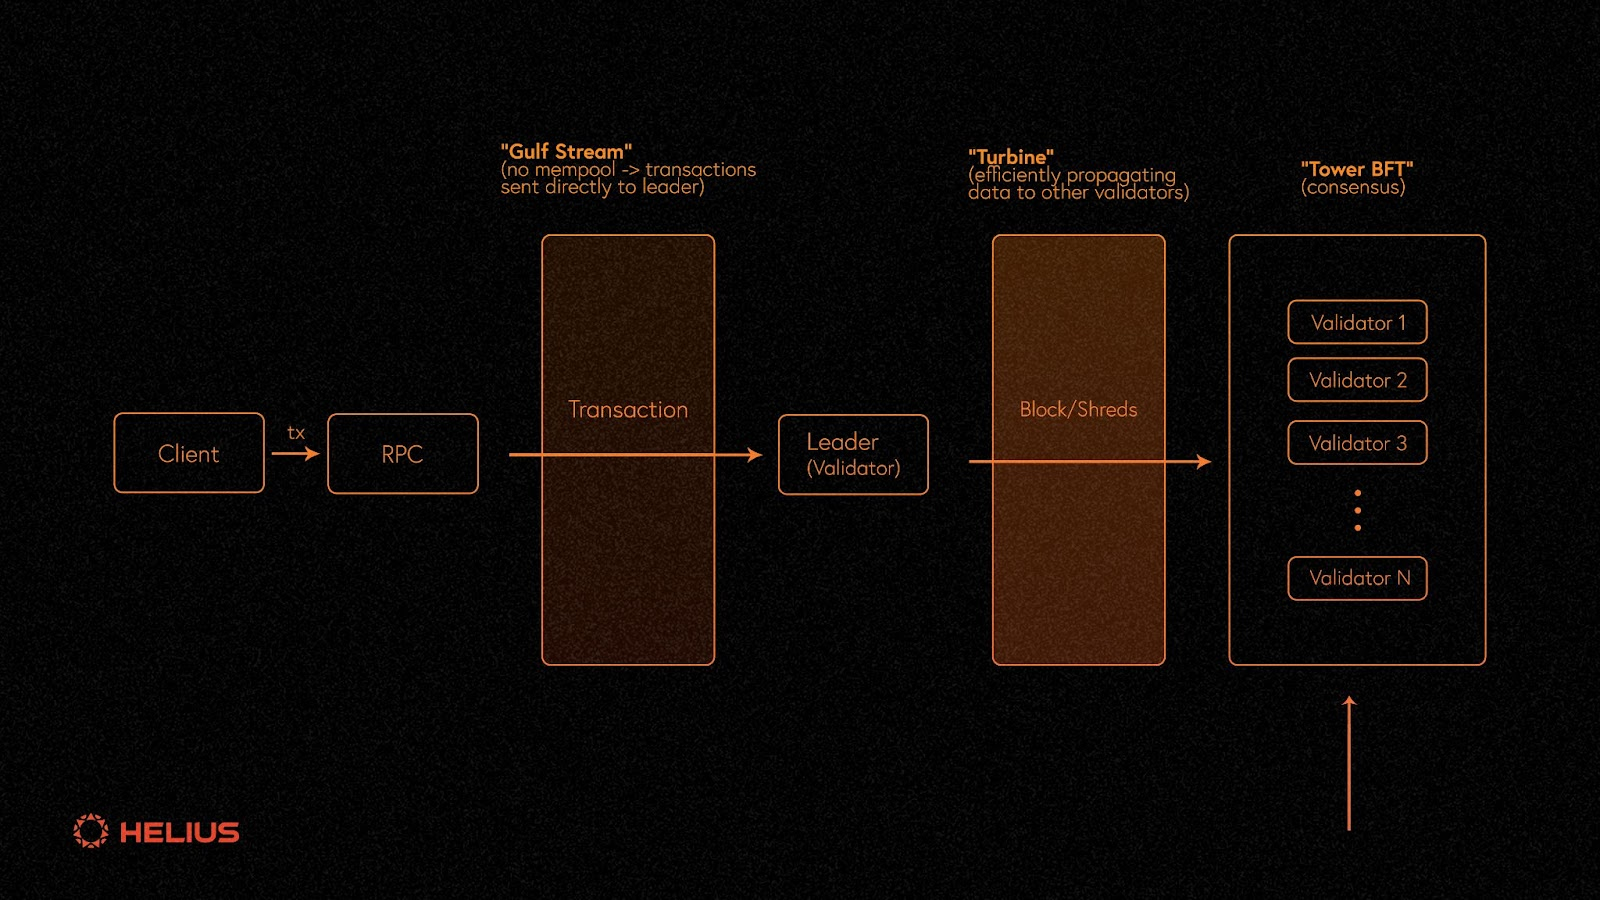 "Gulf Stream"
(no mempool -> transactions
sent directly to leader)
"Turbine"
(efficiently propagating
data to other validators)
"Tower BFT"
(consensus)
Client
tx
RPC
Transaction
Leader
(Validator)
Block/Shreds
Validator 1
Validator 2
Validator 3
Validator N
HELIUS